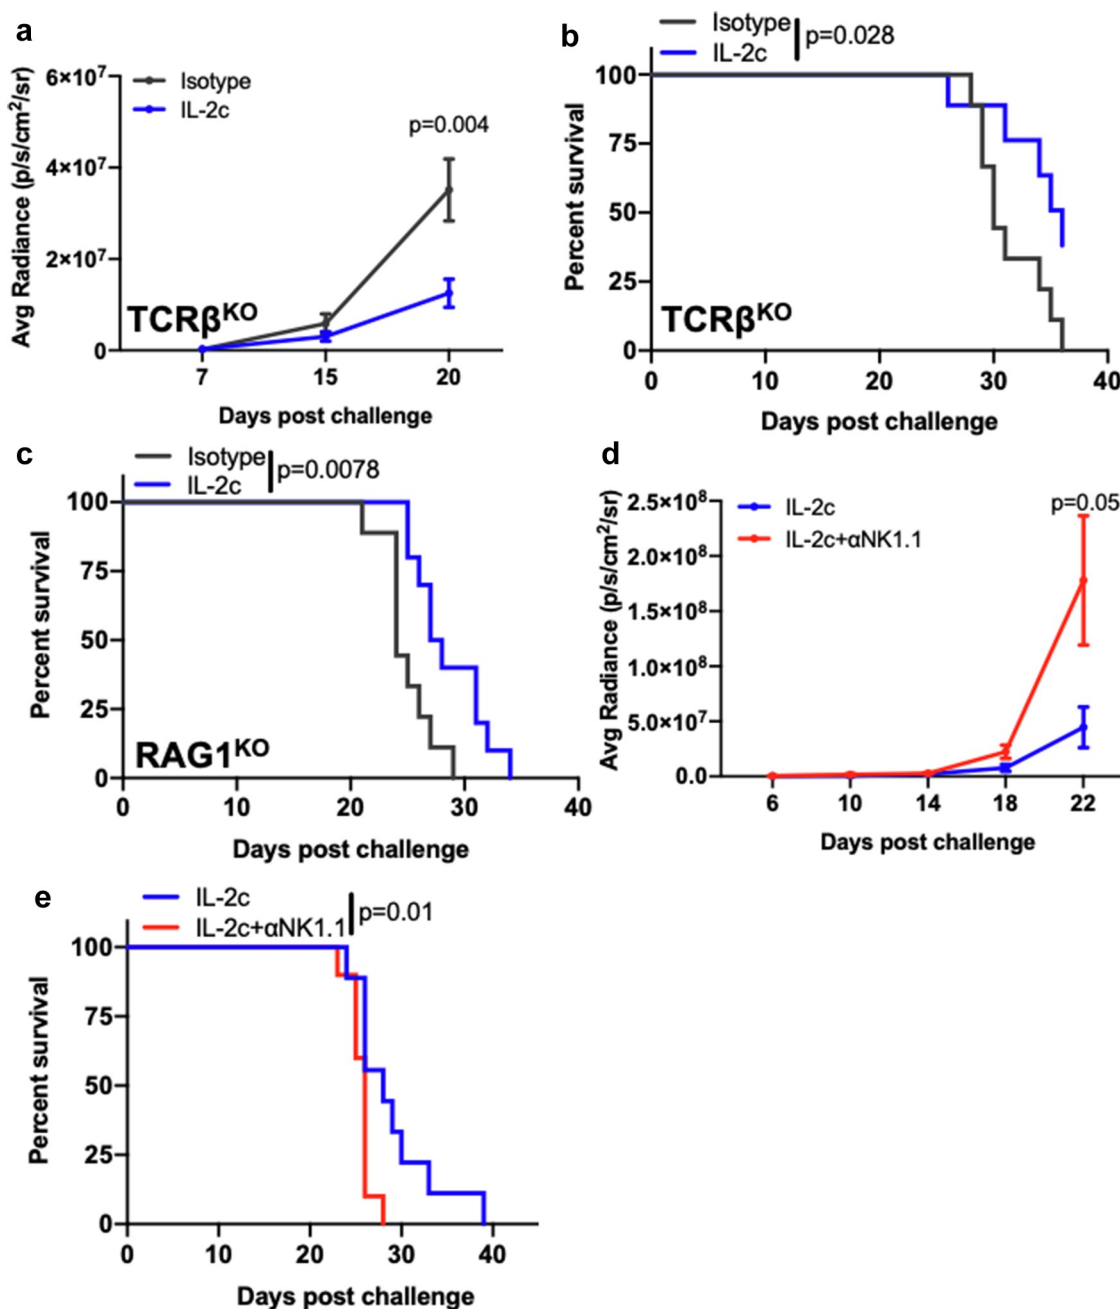 a
Isotype
IL-2c
p=0.004
6×10⁷
4×10⁷
2×10⁷
0
Avg Radiance (p/s/cm²/sr)
TCRβᴷᴼ
7 15 20
Days post challenge
b
Isotype
IL-2c
p=0.028
100
75
50
25
0
Percent survival
TCRβᴷᴼ
0 10 20 30 40
Days post challenge
c
Isotype
IL-2c
p=0.0078
100
75
50
25
0
Percent survival
RAG1ᴷᴼ
0 10 20 30 40
Days post challenge
d
IL-2c
IL-2c+αNK1.1
p=0.05
2.5×10⁸
2.0×10⁸
1.5×10⁸
1.0×10⁸
5.0×10⁷
0.0
Avg Radiance (p/s/cm²/sr)
6 10 14 18 22
Days post challenge
e
IL-2c
IL-2c+αNK1.1
p=0.01
100
75
50
25
0
Percent survival
0 10 20 30 40
Days post challenge